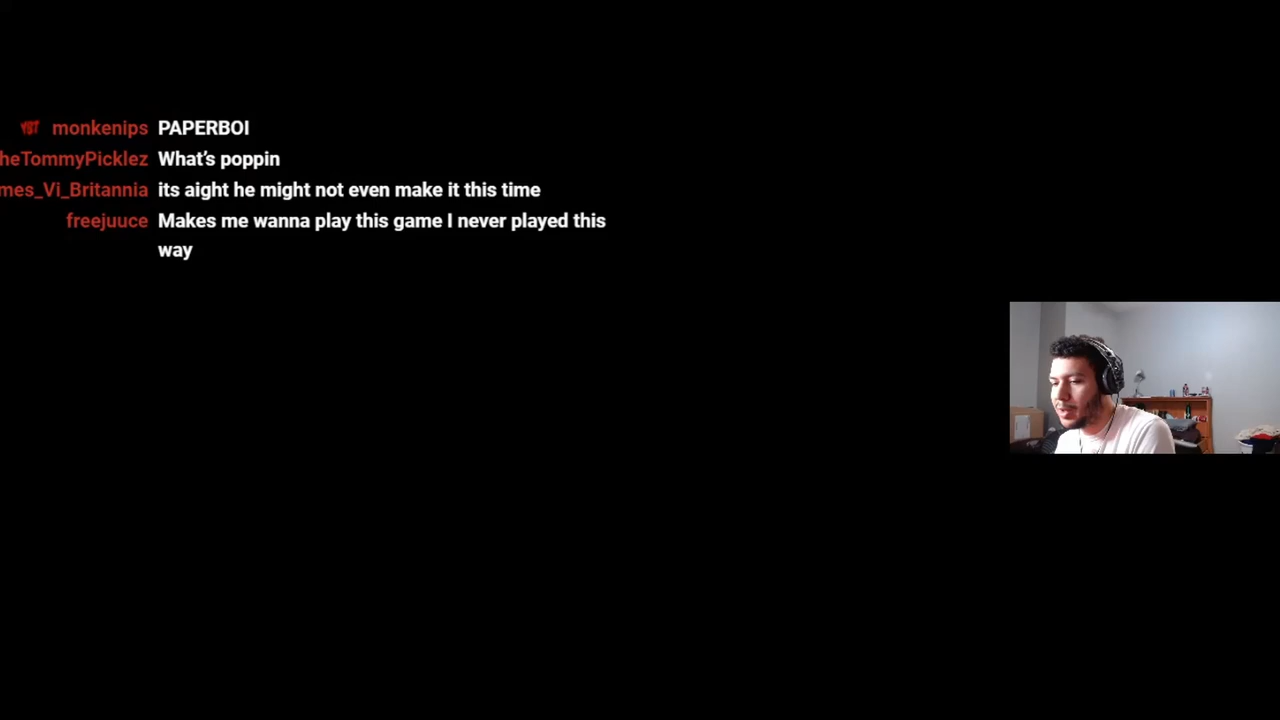 YBT monkenips PAPERBOI
heTommyPicklez What's poppin
mes_Vi_Britannia its aight he might not even make it this time
freejuuce Makes me wanna play this game I never played this
way